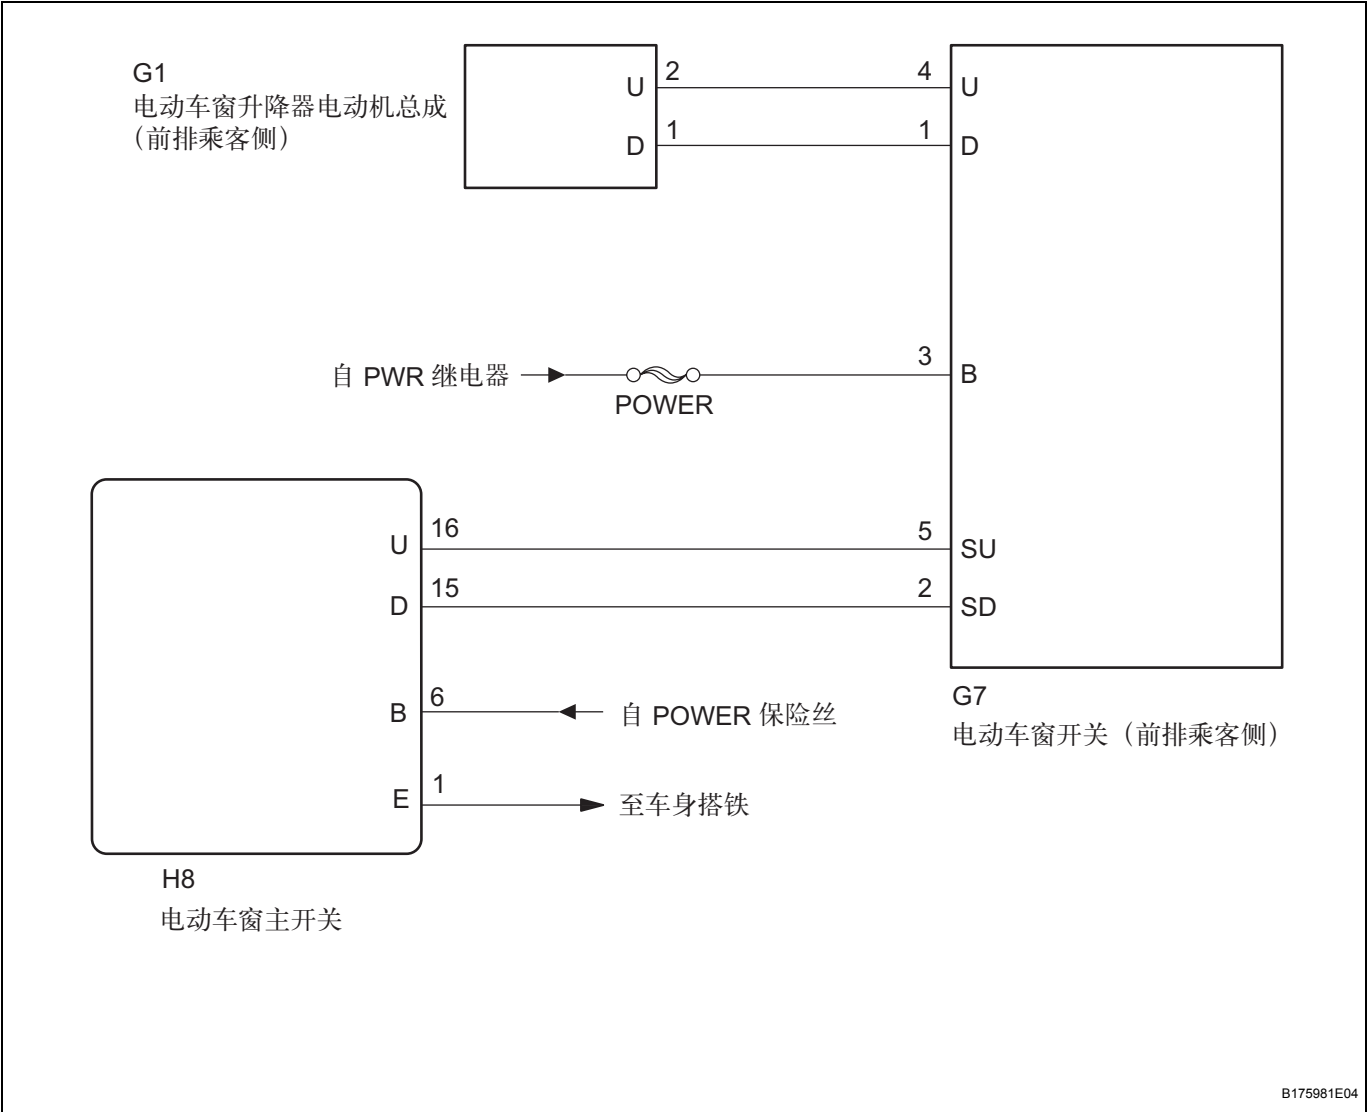 G1
电动车窗升降器电动机总成
（前排乘客侧）
U 2 4 U
D 1 1 D
自 PWR 继电器
POWER
3 B
U 16 5 SU
D 15 2 SD
B 6 自 POWER 保险丝
E 1 至车身搭铁
G7
电动车窗开关（前排乘客侧）
H8
电动车窗主开关
B175981E04